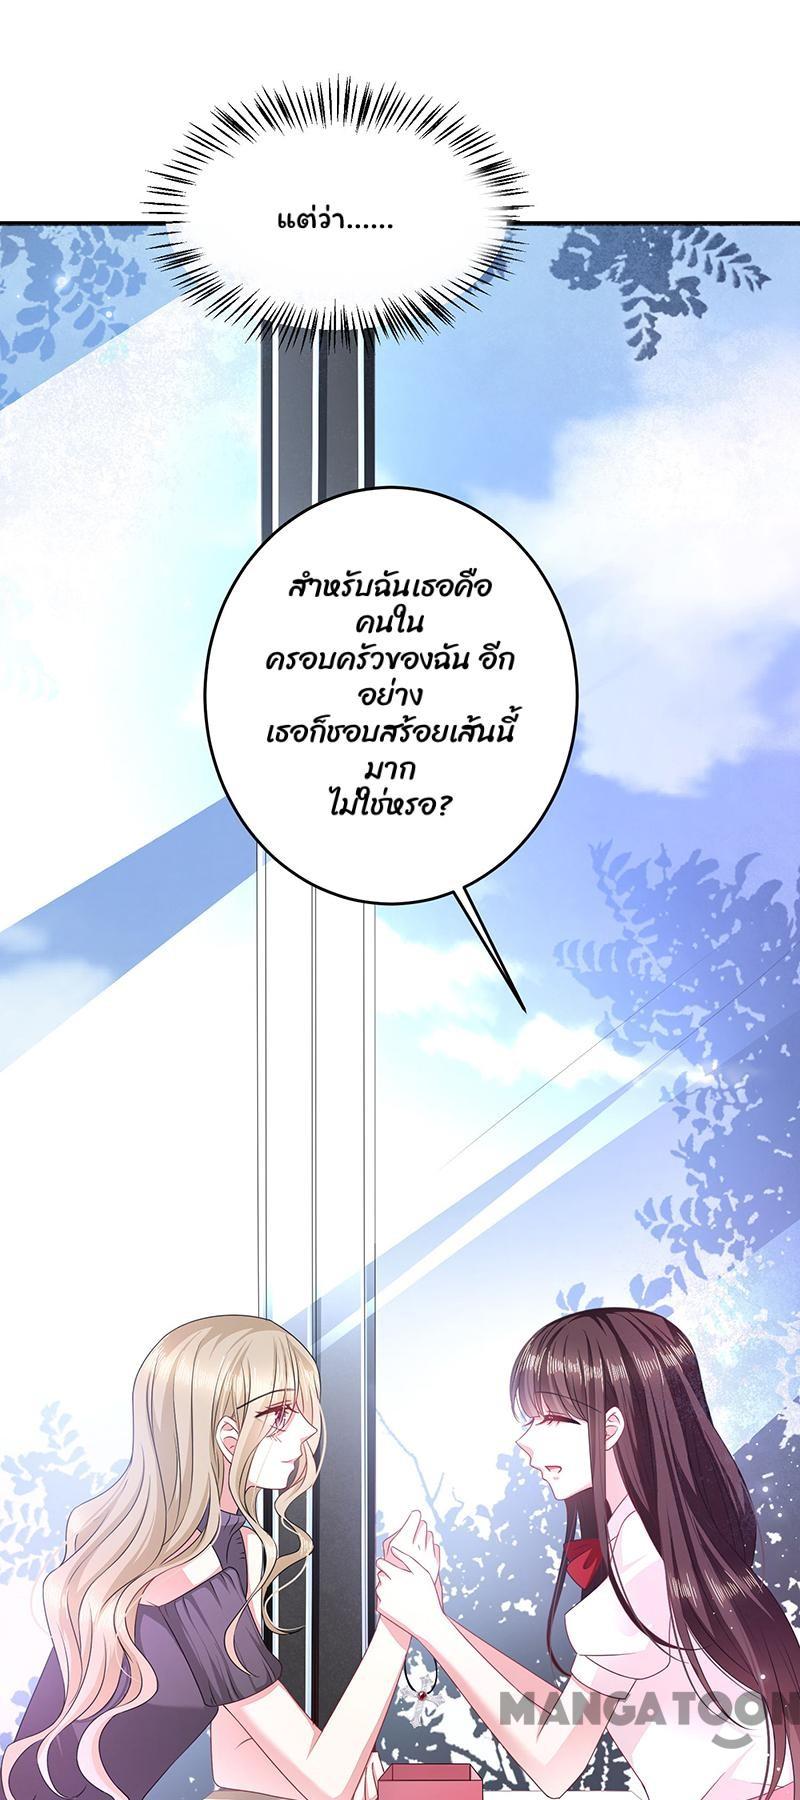 แต่ว่า......
สำหรับฉันเธอคือ
คนใน
ครอบครัวของฉัน อีก
อย่าง
เธอก็ชอบสร้อยเส้นนี้
มาก
ไม่ใช่หรอ?
MANGATOON